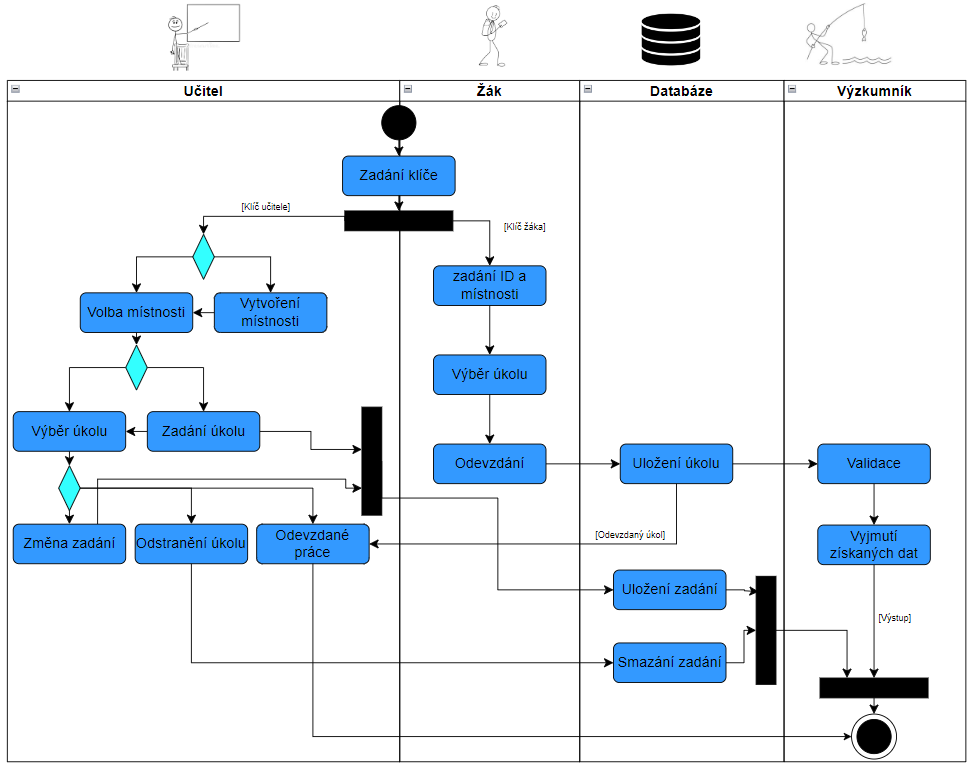 Učitel
Žák
Databáze
Výzkumník
Zadání klíče
[Klíč učitele]
[Klíč žáka]
zadání ID a
místnosti
Volba místnosti
Vytvoření
místnosti
Výběr úkolu
Výběr úkolu
Zadání úkolu
Odevzdání
Uložení úkolu
Validace
Změna zadání
Odstranění úkolu
Odevzdané
práce
[Odevzdaný úkol]
Vyjmutí
získaných dat
Uložení zadání
[Výstup]
Smazání zadání